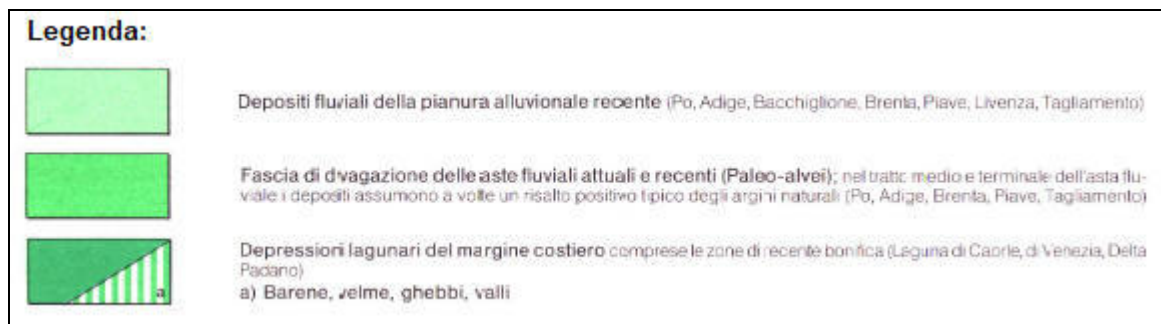 Legenda:
Depositi fluviali della pianura alluvionale recente (Po, Adige, Bacchiglione, Brenta, Piave, Livenza, Tagliamento)
Fascia di dvagazione delle aste fluviali attuali e recenti (Paleo-alvei); nel tratto medio e terminale dell'asta flu-
viale i depositi assumono a volte un risalto positivo tipico degli argini naturali (Po, Adige, Brenta, Piave, Tagliamento)
Depressioni lagunari del margine costiero comprese le zone di recente bonifica (Laguna di Caorle, di Venezia, Delta
Padano)
a
a) Barene, velme, ghebbi, valli